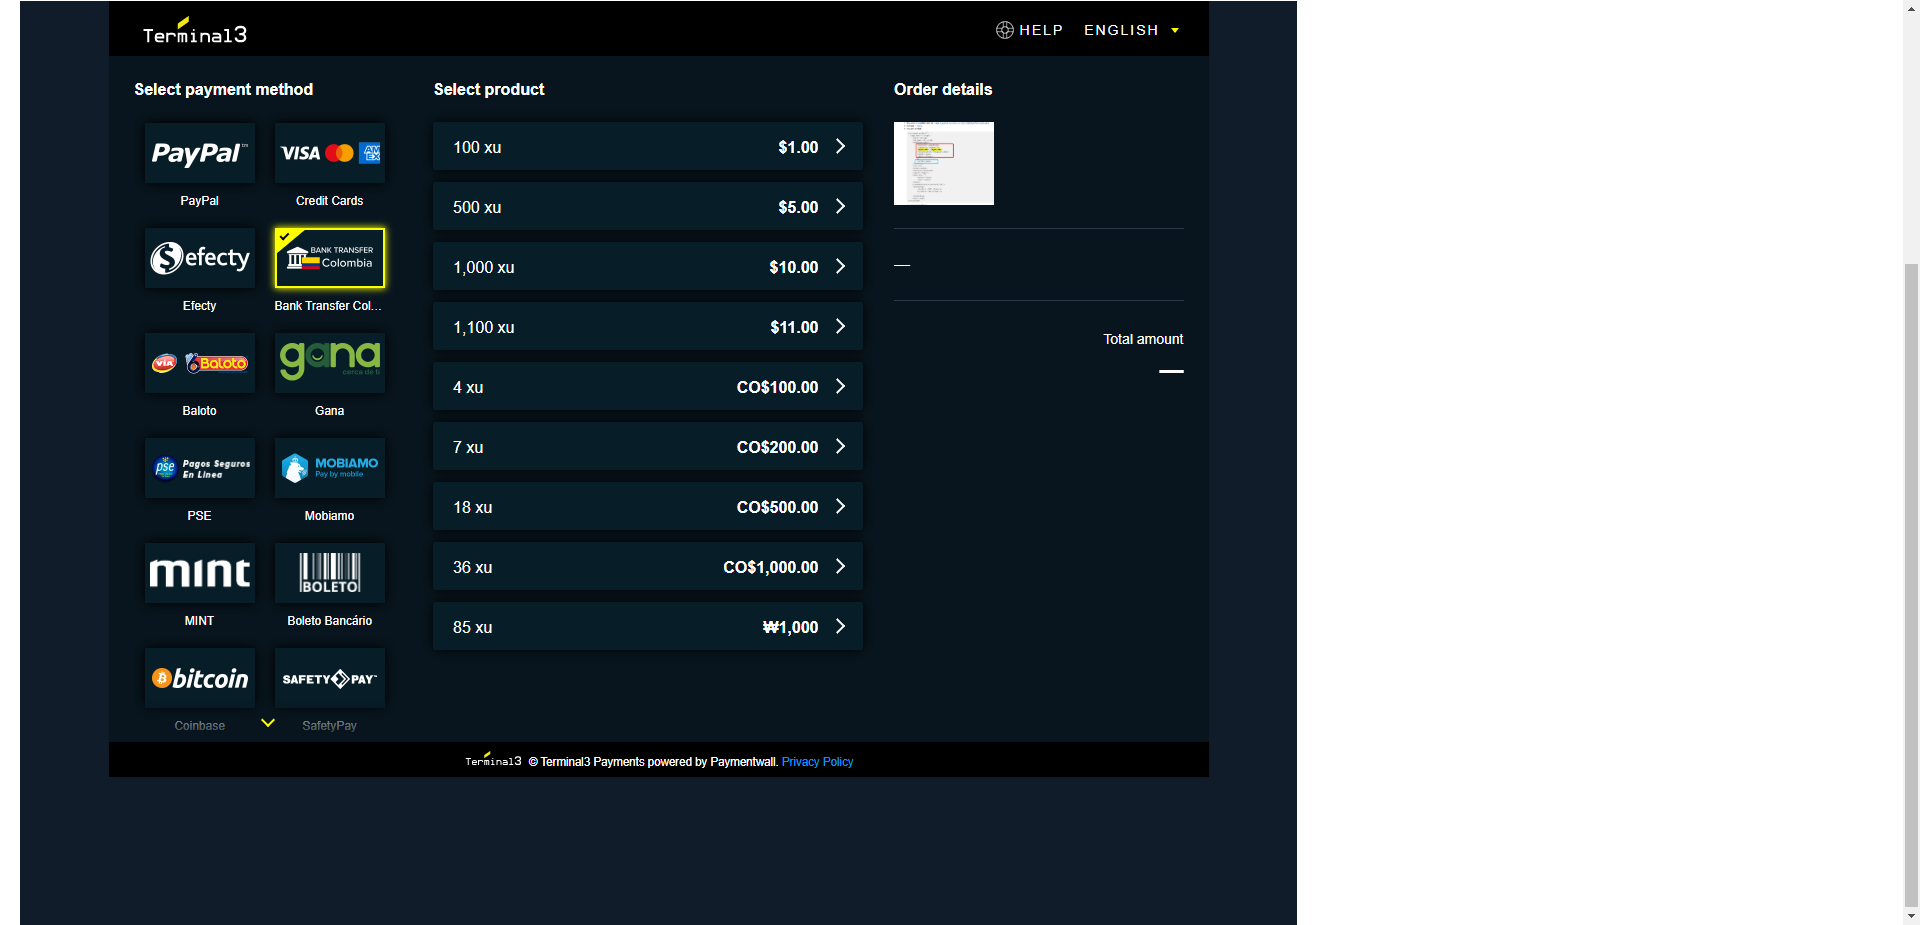 Terminal3
HELP ENGLISH
Select payment method
PayPal
PayPal
VISA AMEX
Credit Cards
efecty
Efecty
BANK TRANSFER
Colombia
Bank Transfer Col...
VIA Baloto
Baloto
gana
cerca de ti
Gana
pse Pagos Seguros
En Línea
PSE
MOBIAMO
Pay by mobile
Mobiamo
mint
MINT
BOLETO
Boleto Bancário
bitcoin
Coinbase
SAFETY PAY
SafetyPay
Select product
100 xu $1.00
500 xu $5.00
1,000 xu $10.00
1,100 xu $11.00
4 xu CO$100.00
7 xu CO$200.00
18 xu CO$500.00
36 xu CO$1,000.00
85 xu ₩1,000
Order details
—
Total amount
—
Terminal3 © Terminal3 Payments powered by Paymentwall. Privacy Policy